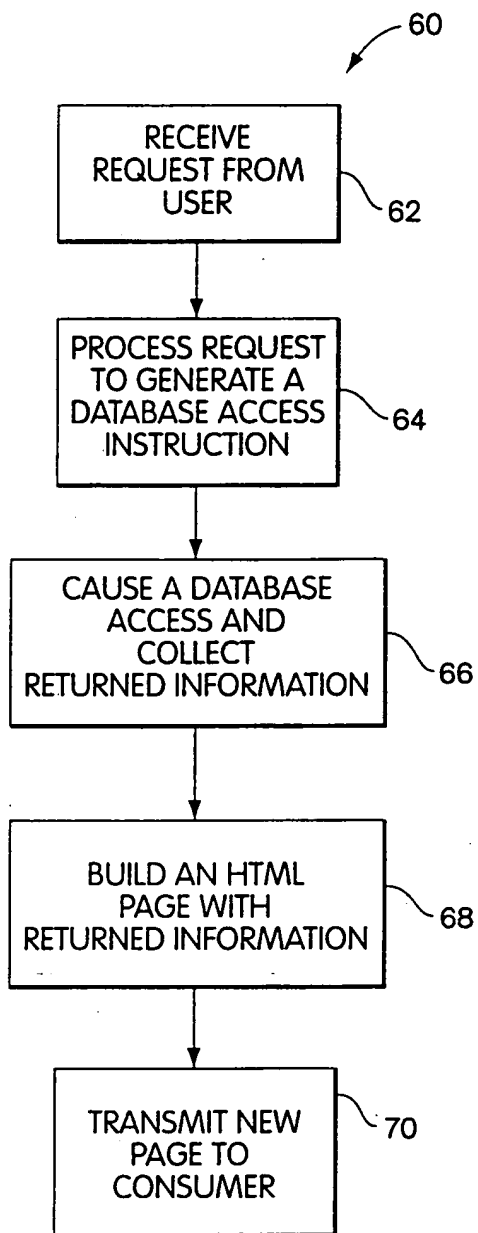 60
RECEIVE
REQUEST FROM
USER
62
PROCESS REQUEST
TO GENERATE A
DATABASE ACCESS
INSTRUCTION
64
CAUSE A DATABASE
ACCESS AND
COLLECT
RETURNED INFORMATION
66
BUILD AN HTML
PAGE WITH
RETURNED INFORMATION
68
TRANSMIT NEW
PAGE TO
CONSUMER
70